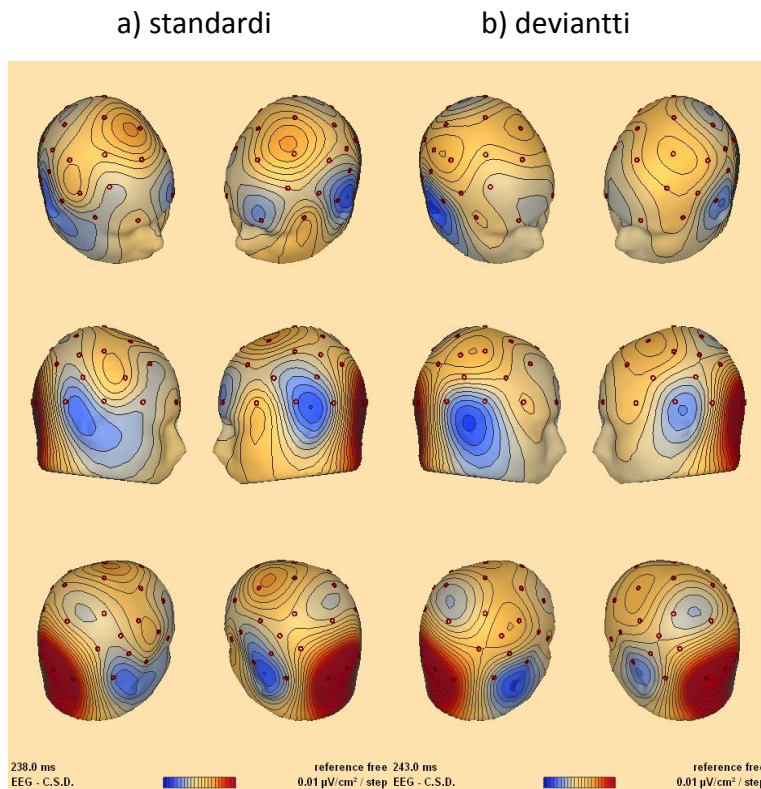 a) standardi b) deviantti
238.0 ms reference free 243.0 ms reference free
EEG - C.S.D. 0.01 µV/cm² / step EEG - C.S.D. 0.01 µV/cm² / step